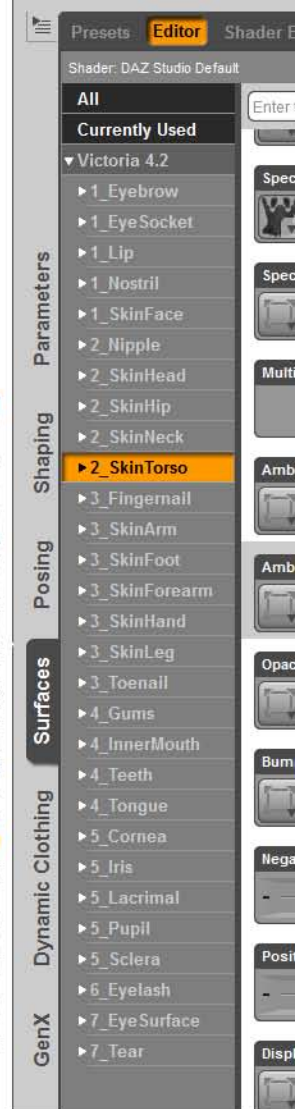 Presets Editor Shader E
Shader: DAZ Studio Default
All
Currently Used
Victoria 4.2
1_Eyebrow
1_EyeSocket
1_Lip
1_Nostril
1_SkinFace
2_Nipple
2_SkinHead
2_SkinHip
2_SkinNeck
2_SkinTorso
3_Fingernail
3_SkinArm
3_SkinFoot
3_SkinForearm
3_SkinHand
3_SkinLeg
3_Toenail
4_Gums
4_InnerMouth
4_Teeth
4_Tongue
5_Cornea
5_Iris
5_Lacrimal
5_Pupil
5_Sclera
6_Eyelash
7_EyeSurface
7_Tear
Parameters
Shaping
Posing
Surfaces
Dynamic Clothing
GenX
Enter
Spec
Spec
Multi
Amb
Amb
Opac
Bum
Nega
Posit
Displ